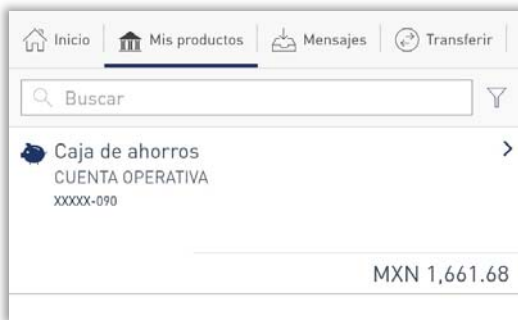 Inicio Mis productos Mensajes Transferir
Buscar
Caja de ahorros
CUENTA OPERATIVA
XXXXX-090
MXN 1,661.68